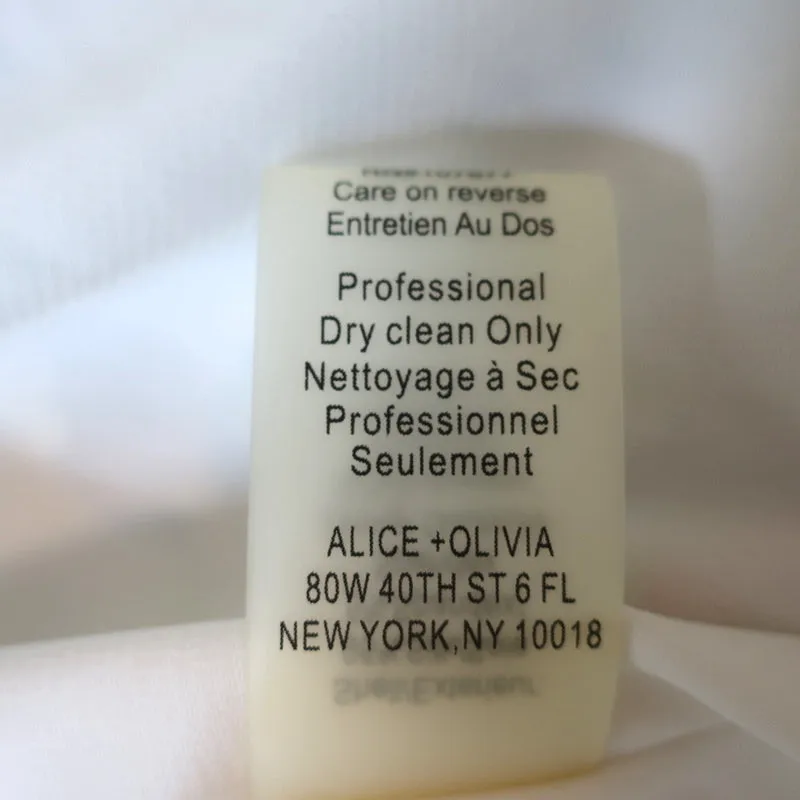 Care on reverse
Entretien Au Dos
Professional
Dry clean Only
Nettoyage à Sec
Professionnel
Seulement
ALICE +OLIVIA
80W 40TH ST 6 FL
NEW YORK,NY 10018